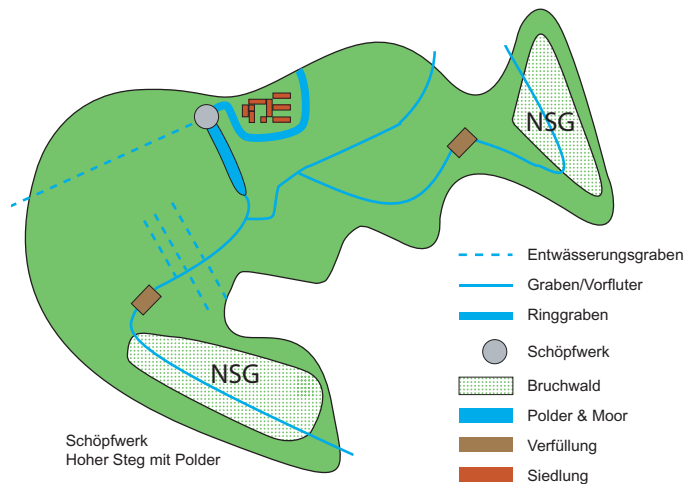 NSG
NSG
Entwässerungsgraben
Graben/Vorfluter
Ringgraben
Schöpfwerk
Bruchwald
Polder & Moor
Verfüllung
Siedlung
Schöpfwerk
Hoher Steg mit Polder